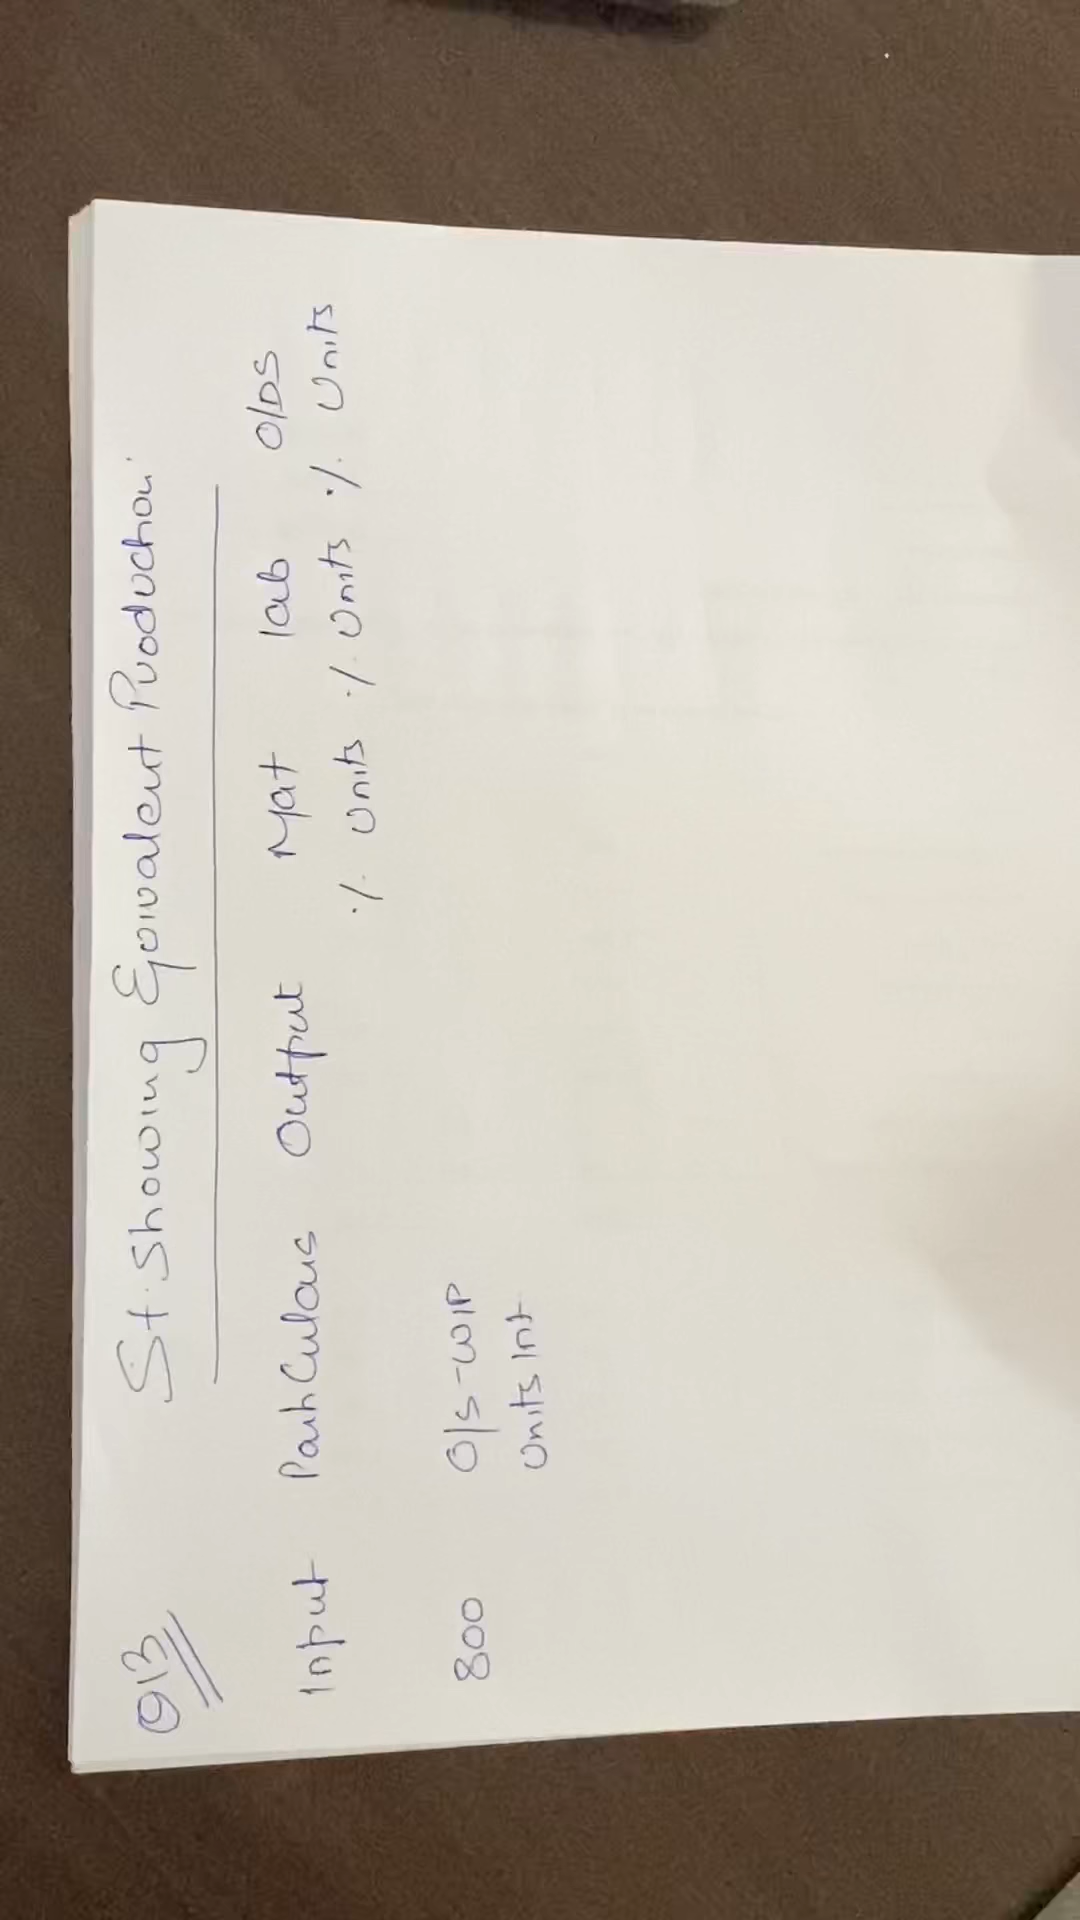 Q13
St. Showing Equivalent Production
Input Particulars Output Mat lab O/DS
% Units % Units % Units
800 O/s-WIP
Units Int